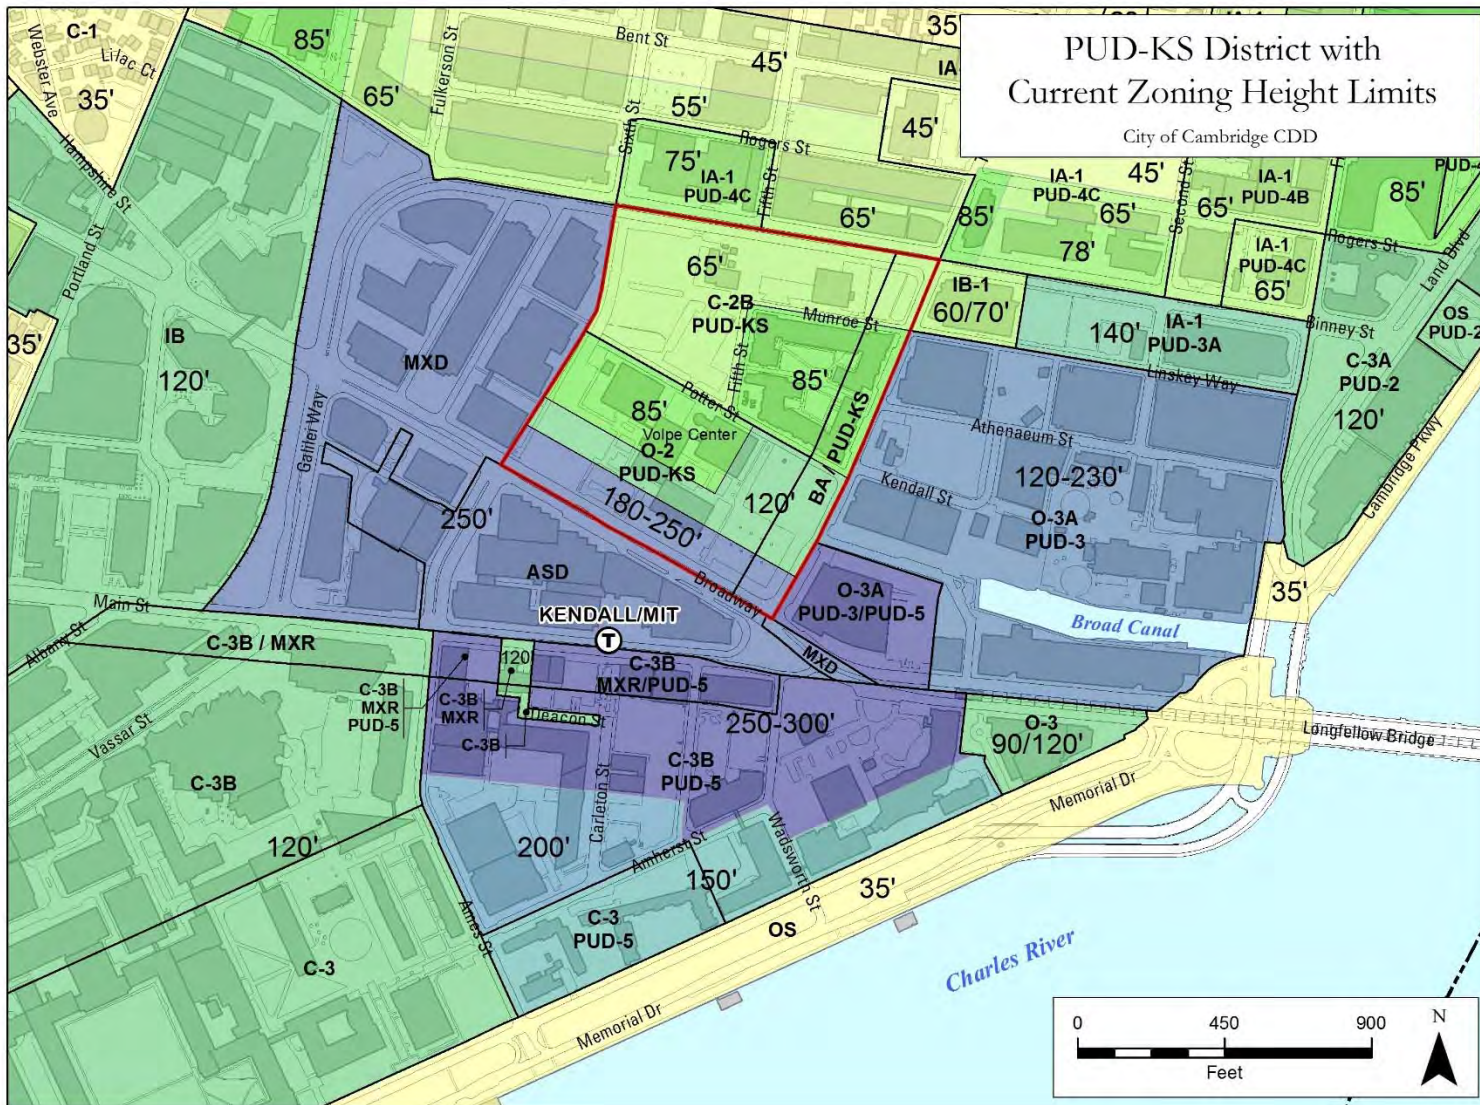 PUD-KS District with
Current Zoning Height Limits
City of Cambridge CDD
C-1
35'
Webster Ave
Lilac Ct
85'
65'
Fulkerson St
Bent St
45'
55'
35'
IA-
45'
Sixth St
75'
IA-1
PUD-4C
Rogers St
Fifth St
65'
85'
IA-1
PUD-4C
45'
65'
78'
Second St
65'
IA-1
PUD-4B
85'
IA-1
PUD-4C
65'
Rogers St
Land Blvd
Hampshire St
Portland St
35'
IB
120'
MXD
Galilei Way
65'
C-2B
PUD-KS
Munroe St
Fifth St
85'
Potter St
85'
Volpe Center
O-2
PUD-KS
180-250'
120'
BA / PUD-KS
IB-1
60/70'
140'
IA-1
PUD-3A
Binney St
Linskey Way
OS
PUD-2
C-3A
PUD-2
120'
Cambridge Pkwy
Athenaeum St
120-230'
Kendall St
O-3A
PUD-3
250'
ASD
Broadway
O-3A
PUD-3/PUD-5
MXD
Broad Canal
35'
Main St
Albany St
C-3B / MXR
KENDALL/MIT
T
120'
C-3B
MXR/PUD-5
C-3B
MXR
PUD-5
C-3B
MXR
Deacon St
C-3B
250-300'
O-3
90/120'
Longfellow Bridge
Vassar St
C-3B
C-3B
PUD-5
Carleton St
Memorial Dr
120'
200'
Amherst St
Wadsworth St
150'
35'
Ames St
C-3
PUD-5
OS
C-3
Charles River
Memorial Dr
0
450
900
Feet
N